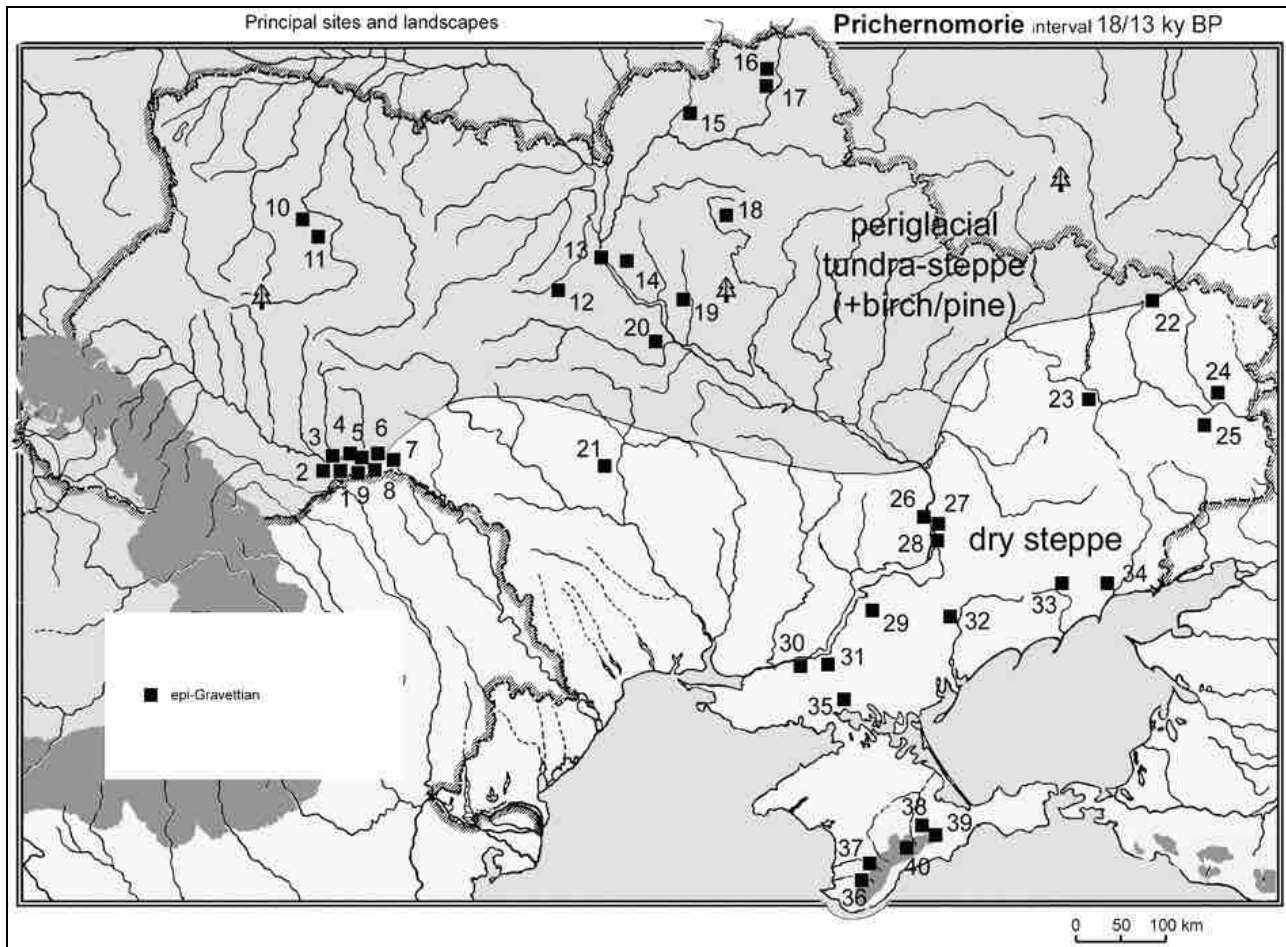 Principal sites and landscapes
Prichernomorie interval 18/13 ky BP
16
17
15
10
11
18
13
14
12
19
20
periglacial
tundra-steppe
(+birch/pine)
22
24
23
25
3 4 5 6 7
2 1 9 8
21
26 27
28
dry steppe
33 34
29
32
30 31
35
epi-Gravettian
38
39
37
40
36
0 50 100 km